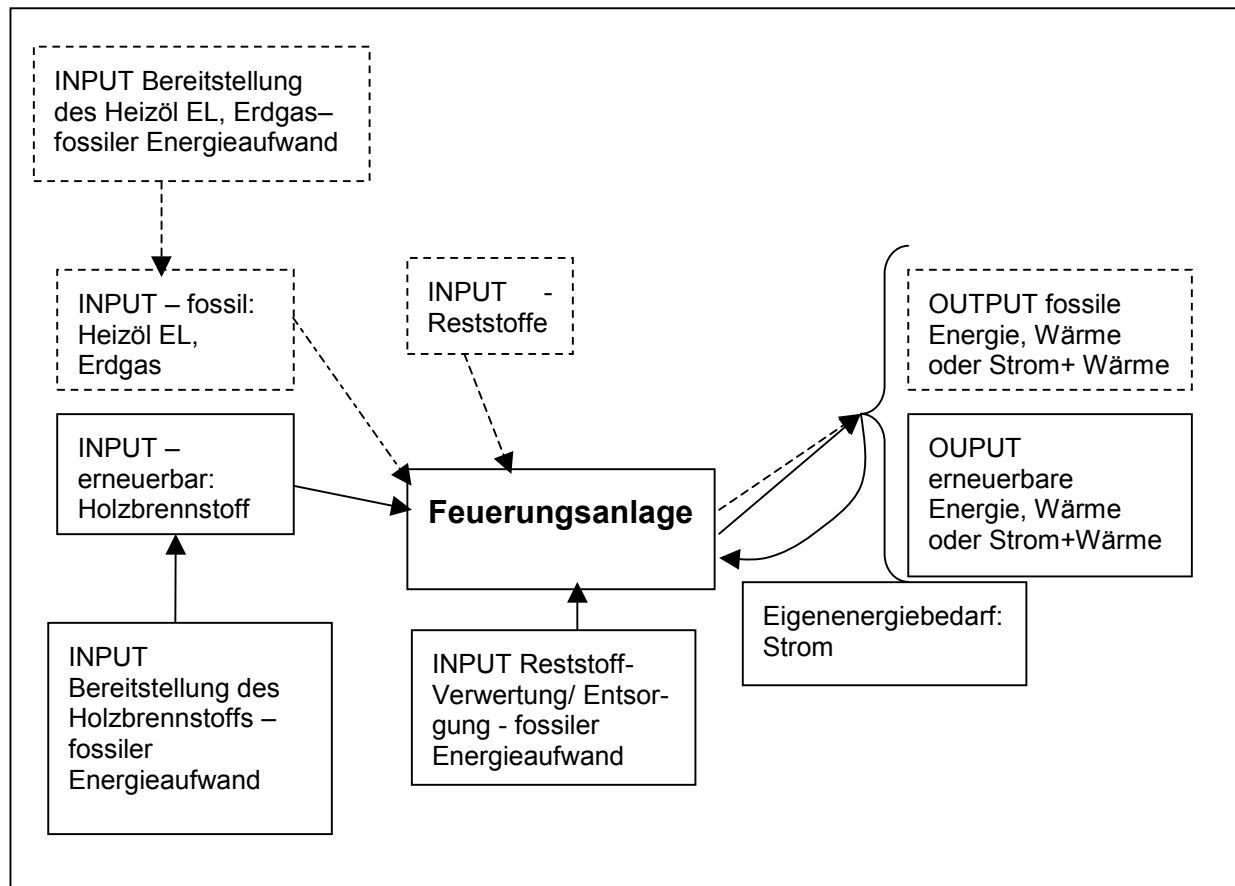 INPUT Bereitstellung
des Heizöl EL, Erdgas–
fossiler Energieaufwand
INPUT – fossil:
Heizöl EL,
Erdgas
INPUT -
Reststoffe
OUTPUT fossile
Energie, Wärme
oder Strom+ Wärme
INPUT –
erneuerbar:
Holzbrennstoff
Feuerungsanlage
OUPUT
erneuerbare
Energie, Wärme
oder Strom+Wärme
Eigenenergiebedarf:
Strom
INPUT
Bereitstellung des
Holzbrennstoffs –
fossiler
Energieaufwand
INPUT Reststoff-
Verwertung/ Entsor-
gung - fossiler
Energieaufwand